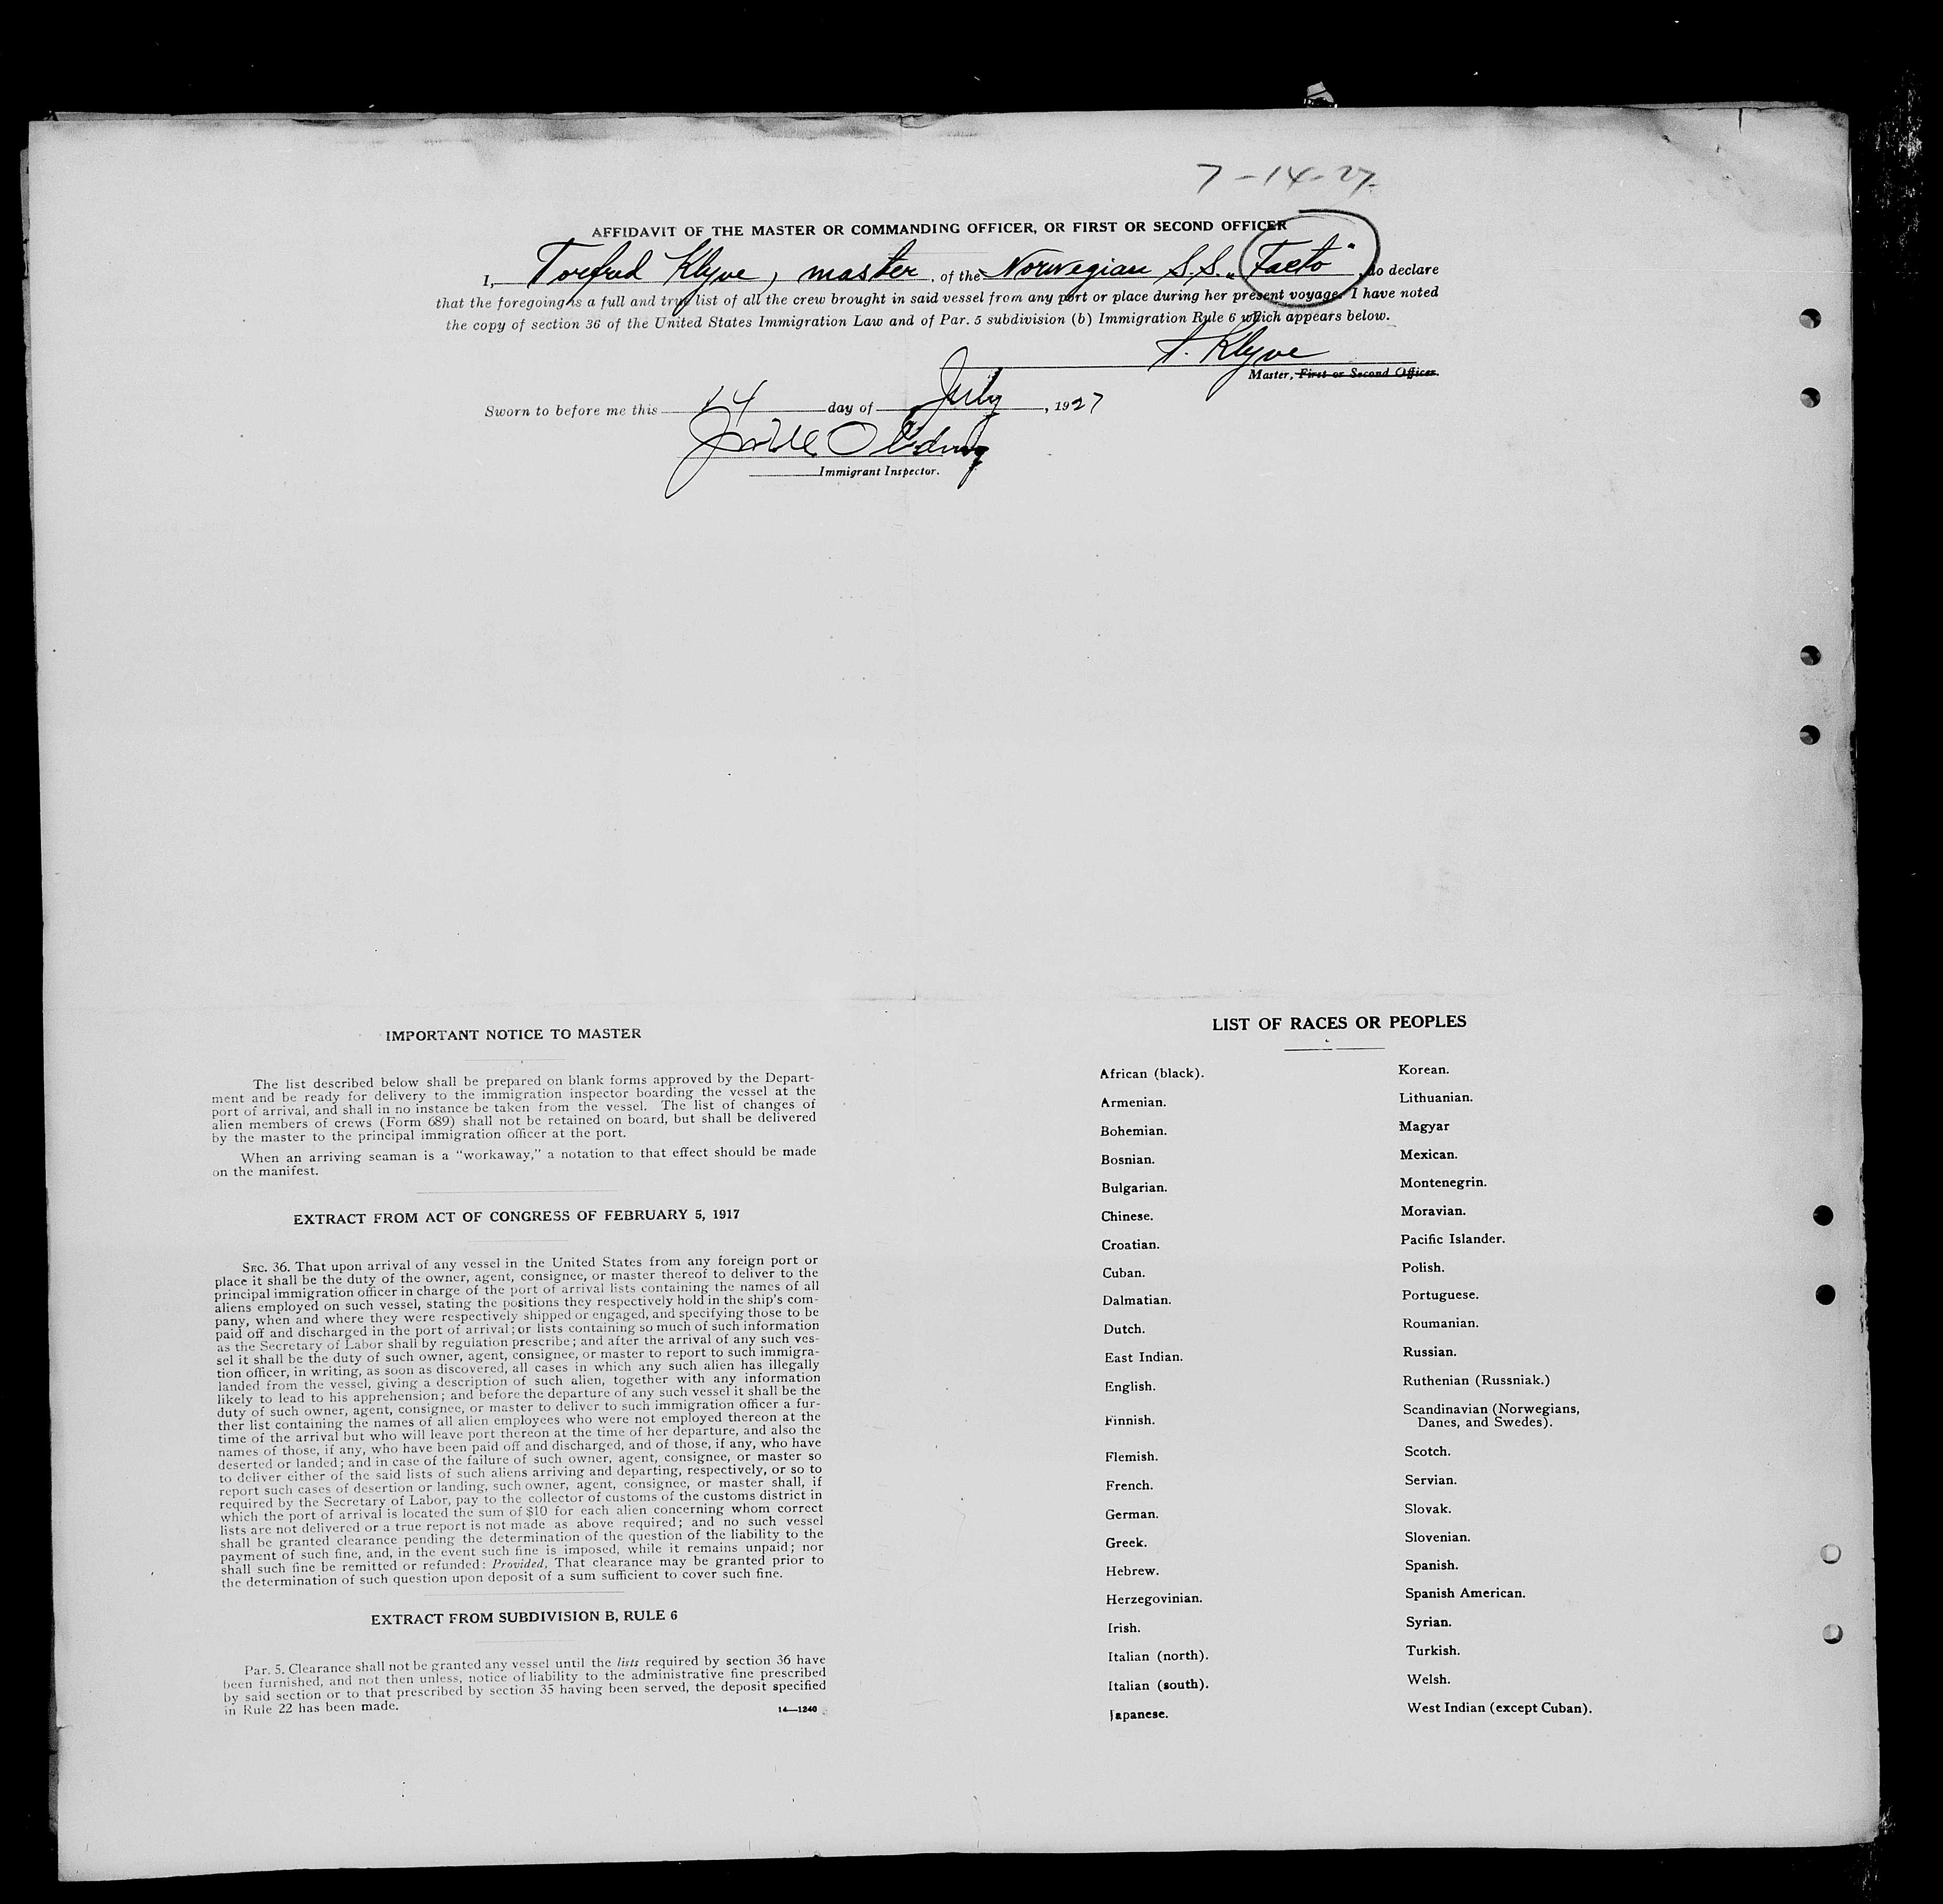 7-14-27.
AFFIDAVIT OF THE MASTER OR COMMANDING OFFICER, OR FIRST OR SECOND OFFICER
I, Torefred Klyve, master, of the Norwegian S.S. "Facto", do declare
that the foregoing is a full and true list of all the crew brought in said vessel from any port or place during her present voyage. I have noted
the copy of section 36 of the United States Immigration Law and of Par. 5 subdivision (b) Immigration Rule 6 which appears below.
T. Klyve
Master, First or Second Officer.
Sworn to before me this 14 day of July, 1927
Immigrant Inspector.
IMPORTANT NOTICE TO MASTER
The list described below shall be prepared on blank forms approved by the Depart-
ment and be ready for delivery to the immigration inspector boarding the vessel at the
port of arrival, and shall in no instance be taken from the vessel. The list of changes of
alien members of crews (Form 689) shall not be retained on board, but shall be delivered
by the master to the principal immigration officer at the port.
When an arriving seaman is a "workaway," a notation to that effect should be made
on the manifest.
EXTRACT FROM ACT OF CONGRESS OF FEBRUARY 5, 1917
SEC. 36. That upon arrival of any vessel in the United States from any foreign port or
place it shall be the duty of the owner, agent, consignee, or master thereof to deliver to the
principal immigration officer in charge of the port of arrival lists containing the names of all
aliens employed on such vessel, stating the positions they respectively hold in the ship's com-
pany, when and where they were respectively shipped or engaged, and specifying those to be
paid off and discharged in the port of arrival; or lists containing so much of such information
as the Secretary of Labor shall by regulation prescribe; and after the arrival of any such ves-
sel it shall be the duty of such owner, agent, consignee, or master to report to such immigra-
tion officer, in writing, as soon as discovered, all cases in which any such alien has illegally
landed from the vessel, giving a description of such alien, together with any information
likely to lead to his apprehension; and before the departure of any such vessel it shall be the
duty of such owner, agent, consignee, or master to deliver to such immigration officer a fur-
ther list containing the names of all alien employees who were not employed thereon at the
time of the arrival but who will leave port thereon at the time of her departure, and also the
names of those, if any, who have been paid off and discharged, and of those, if any, who have
deserted or landed; and in case of the failure of such owner, agent, consignee, or master so
to deliver either of the said lists of such aliens arriving and departing, respectively, or so to
report such cases of desertion or landing, such owner, agent, consignee, or master shall, if
required by the Secretary of Labor, pay to the collector of customs of the customs district in
which the port of arrival is located the sum of $10 for each alien concerning whom correct
lists are not delivered or a true report is not made as above required; and no such vessel
shall be granted clearance pending the determination of the question of the liability to the
payment of such fine, and, in the event such fine is imposed, while it remains unpaid; nor
shall such fine be remitted or refunded: Provided, That clearance may be granted prior to
the determination of such question upon deposit of a sum sufficient to cover such fine.
EXTRACT FROM SUBDIVISION B, RULE 6
Par. 5. Clearance shall not be granted any vessel until the lists required by section 36 have
been furnished, and not then unless, notice of liability to the administrative fine prescribed
by said section or to that prescribed by section 35 having been served, the deposit specified
in Rule 22 has been made.
14—1240
LIST OF RACES OR PEOPLES
African (black).
Armenian.
Bohemian.
Bosnian.
Bulgarian.
Chinese.
Croatian.
Cuban.
Dalmatian.
Dutch.
East Indian.
English.
Finnish.
Flemish.
French.
German.
Greek.
Hebrew.
Herzegovinian.
Irish.
Italian (north).
Italian (south).
Japanese.
Korean.
Lithuanian.
Magyar
Mexican.
Montenegrin.
Moravian.
Pacific Islander.
Polish.
Portuguese.
Roumanian.
Russian.
Ruthenian (Russniak.)
Scandinavian (Norwegians,
Danes, and Swedes).
Scotch.
Servian.
Slovak.
Slovenian.
Spanish.
Spanish American.
Syrian.
Turkish.
Welsh.
West Indian (except Cuban).